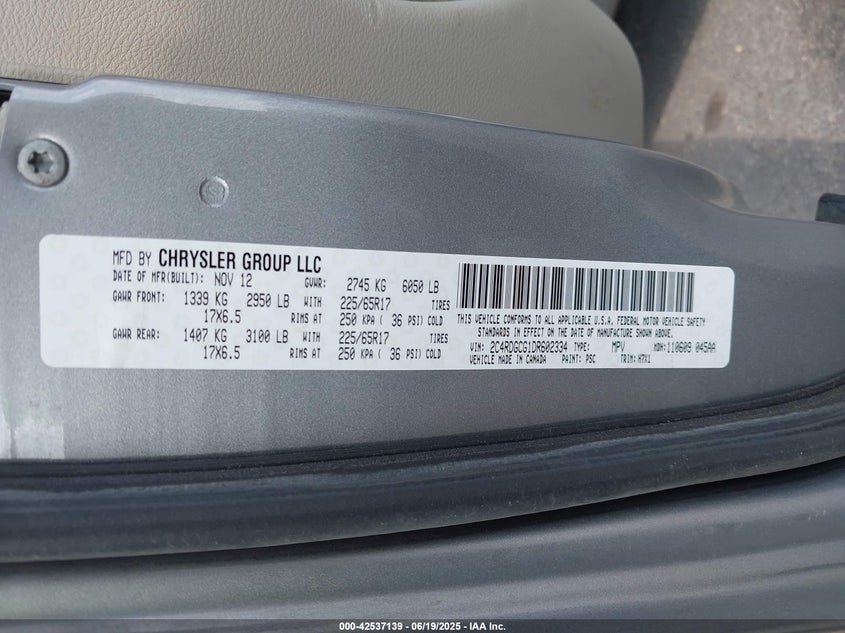 MFD BY CHRYSLER GROUP LLC
DATE OF MFR(BUILT): NOV 12 GVWR: 2745 KG 6050 LB
GAWR FRONT: 1339 KG 2950 LB WITH 225/65R17 TIRES
17X6.5 RIMS AT 250 KPA ( 36 PSI) COLD
GAWR REAR: 1407 KG 3100 LB WITH 225/65R17 TIRES
17X6.5 RIMS AT 250 KPA ( 36 PSI) COLD
THIS VEHICLE CONFORMS TO ALL APPLICABLE U.S.A. FEDERAL MOTOR VEHICLE SAFETY
STANDARDS IN EFFECT ON THE DATE OF MANUFACTURE SHOWN ABOVE.
VIN: 2C4RDGCG1DR602334 TYPE: MPV MDH: 110609 045AA
VEHICLE MADE IN CANADA PAINT: PSC TRIM: H7X1
000-42537139 - 06/19/2025 - IAA Inc.